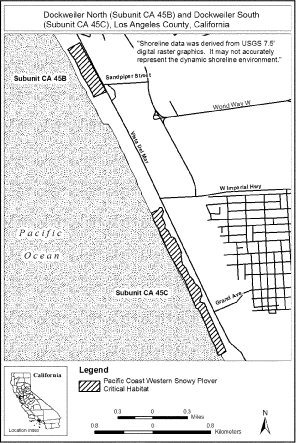 Dockweiler North (Subunit CA 45B) and Dockweiler South
(Subunit CA 45C), Los Angeles County, California
"Shoreline data was derived from USGS 7.5'
digital raster graphics. It may not accurately
represent the dynamic shoreline environment."
Subunit CA 45B
Sandpiper Street
World Way W
Vista Del Mar
W Imperial Hwy
Pacific
Ocean
Subunit CA 45C
Grand Ave
California
Location Index
Legend
Pacific Coast Western Snowy Plover
Critical Habitat
0.3 0 0.3
Miles
0.8 0 0.8
Kilometers
N